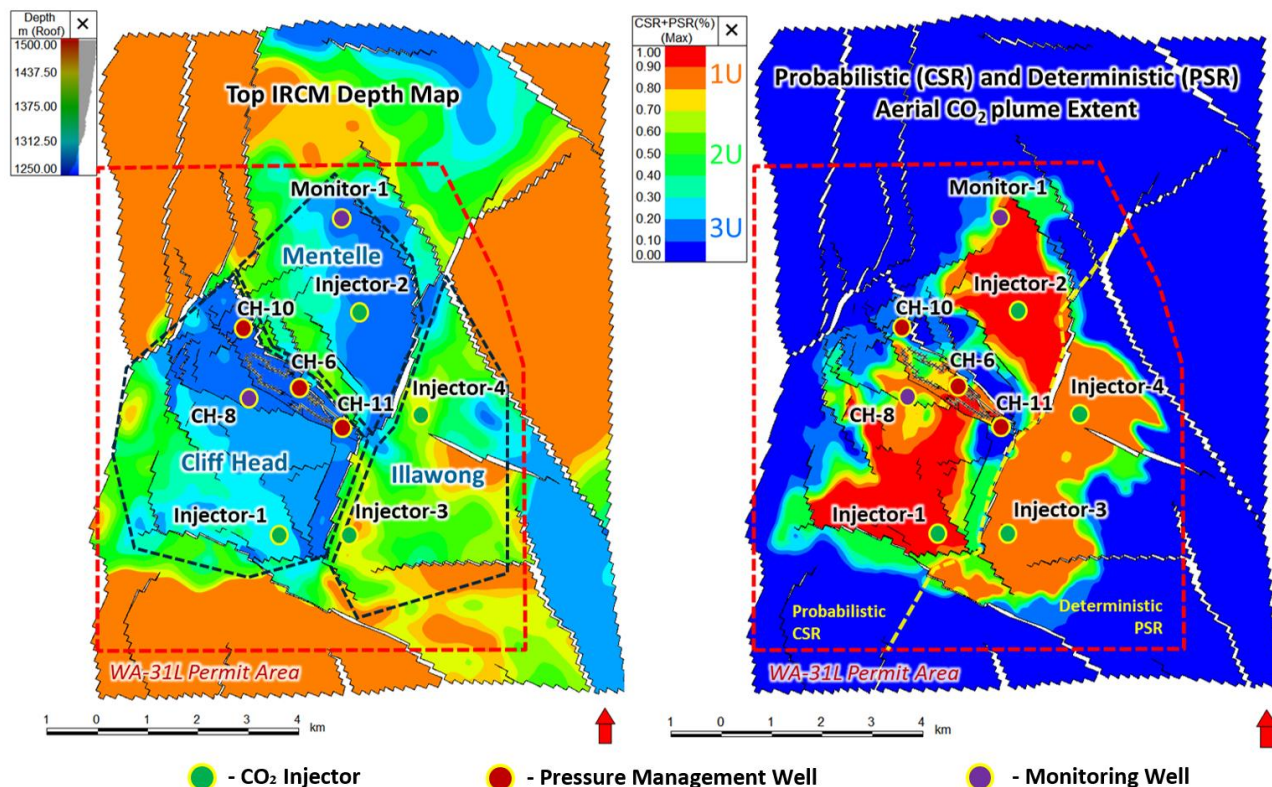 Depth
m (Roof)
1500.00
1437.50
1375.00
1312.50
1250.00
Top IRCM Depth Map
Monitor-1
Mentelle
Injector-2
CH-10
CH-6
Injector-4
CH-11
CH-8
Cliff Head
Illawong
Injector-1
Injector-3
WA-31L Permit Area
1 0 1 2 3 4 km
CSR+PSR(%)
(Max)
1.00
0.90
0.80
0.70
0.60
0.50
0.40
0.30
0.20
0.10
0.00
1U
2U
3U
Probabilistic (CSR) and Deterministic (PSR)
Aerial CO₂ plume Extent
Monitor-1
Injector-2
CH-10
CH-6
Injector-4
CH-11
CH-8
Injector-1
Injector-3
Probabilistic
CSR
Deterministic
PSR
WA-31L Permit Area
1 0 1 2 3 4 km
- CO₂ Injector
- Pressure Management Well
- Monitoring Well